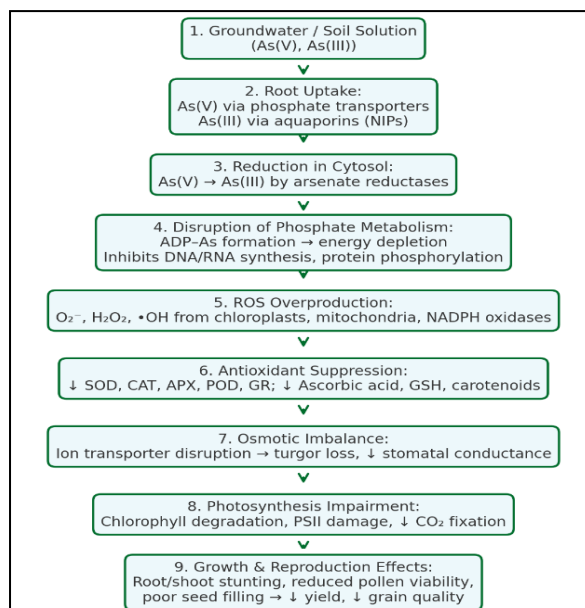 1. Groundwater / Soil Solution
(As(V), As(III))
2. Root Uptake:
As(V) via phosphate transporters
As(III) via aquaporins (NIPs)
3. Reduction in Cytosol:
As(V) → As(III) by arsenate reductases
4. Disruption of Phosphate Metabolism:
ADP–As formation → energy depletion
Inhibits DNA/RNA synthesis, protein phosphorylation
5. ROS Overproduction:
O₂⁻, H₂O₂, •OH from chloroplasts, mitochondria, NADPH oxidases
6. Antioxidant Suppression:
↓ SOD, CAT, APX, POD, GR; ↓ Ascorbic acid, GSH, carotenoids
7. Osmotic Imbalance:
Ion transporter disruption → turgor loss, ↓ stomatal conductance
8. Photosynthesis Impairment:
Chlorophyll degradation, PSII damage, ↓ CO₂ fixation
9. Growth & Reproduction Effects:
Root/shoot stunting, reduced pollen viability,
poor seed filling → ↓ yield, ↓ grain quality